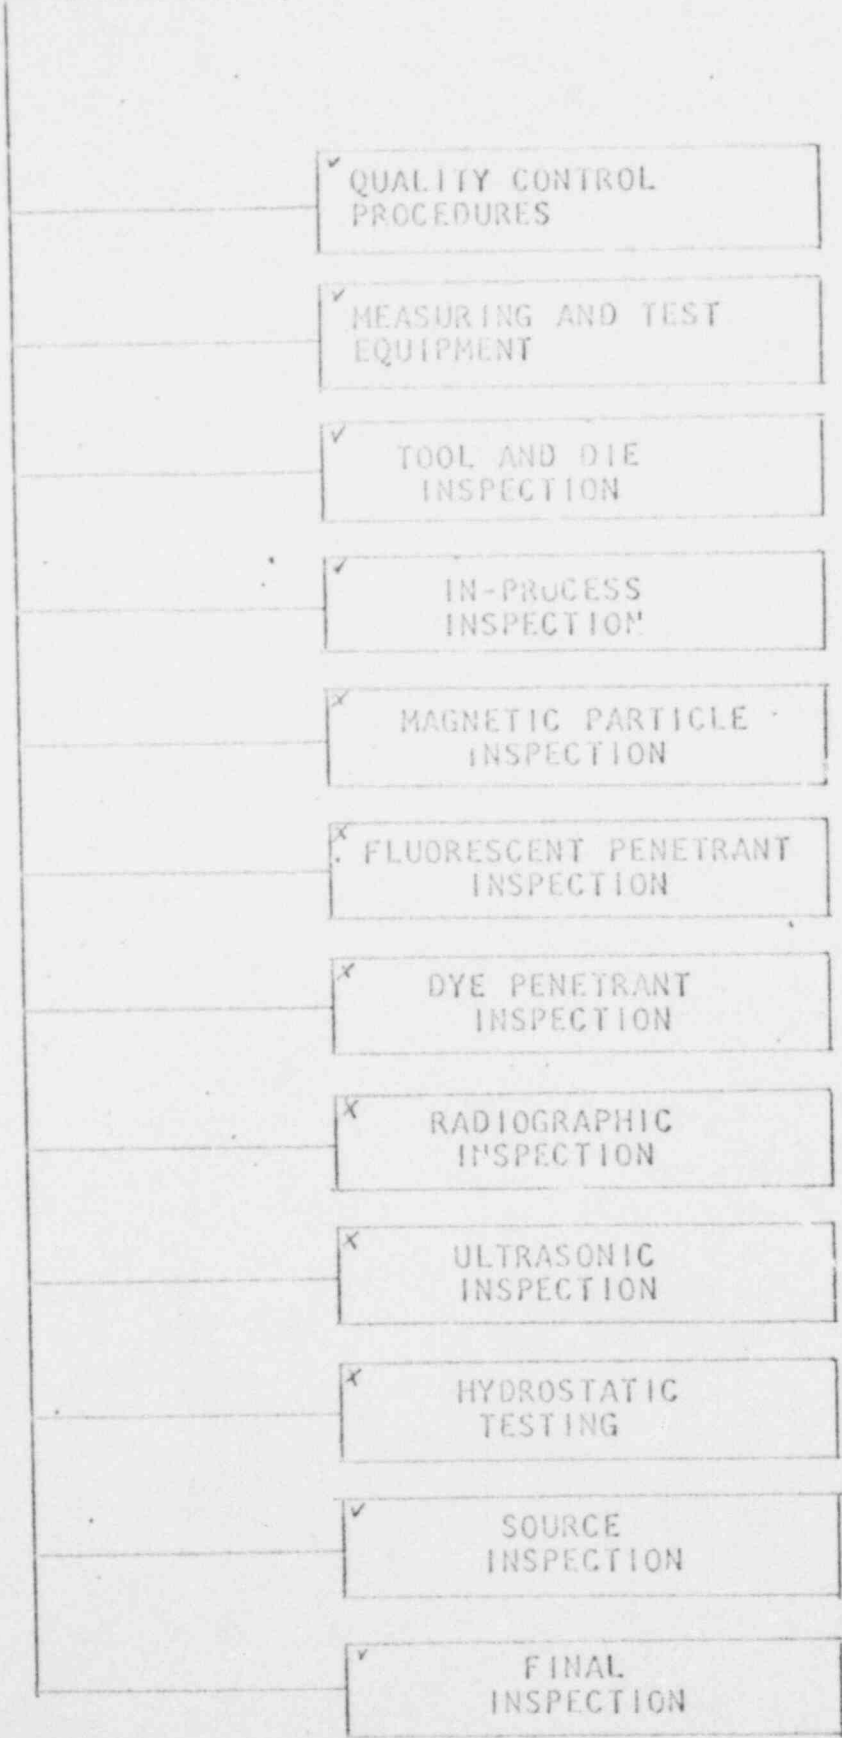 ✓ QUALITY CONTROL
PROCEDURES
✓ MEASURING AND TEST
EQUIPMENT
✓ TOOL AND DIE
INSPECTION
✓ IN-PROCESS
INSPECTION
x MAGNETIC PARTICLE
INSPECTION
x FLUORESCENT PENETRANT
INSPECTION
x DYE PENETRANT
INSPECTION
x RADIOGRAPHIC
INSPECTION
x ULTRASONIC
INSPECTION
x HYDROSTATIC
TESTING
✓ SOURCE
INSPECTION
✓ FINAL
INSPECTION